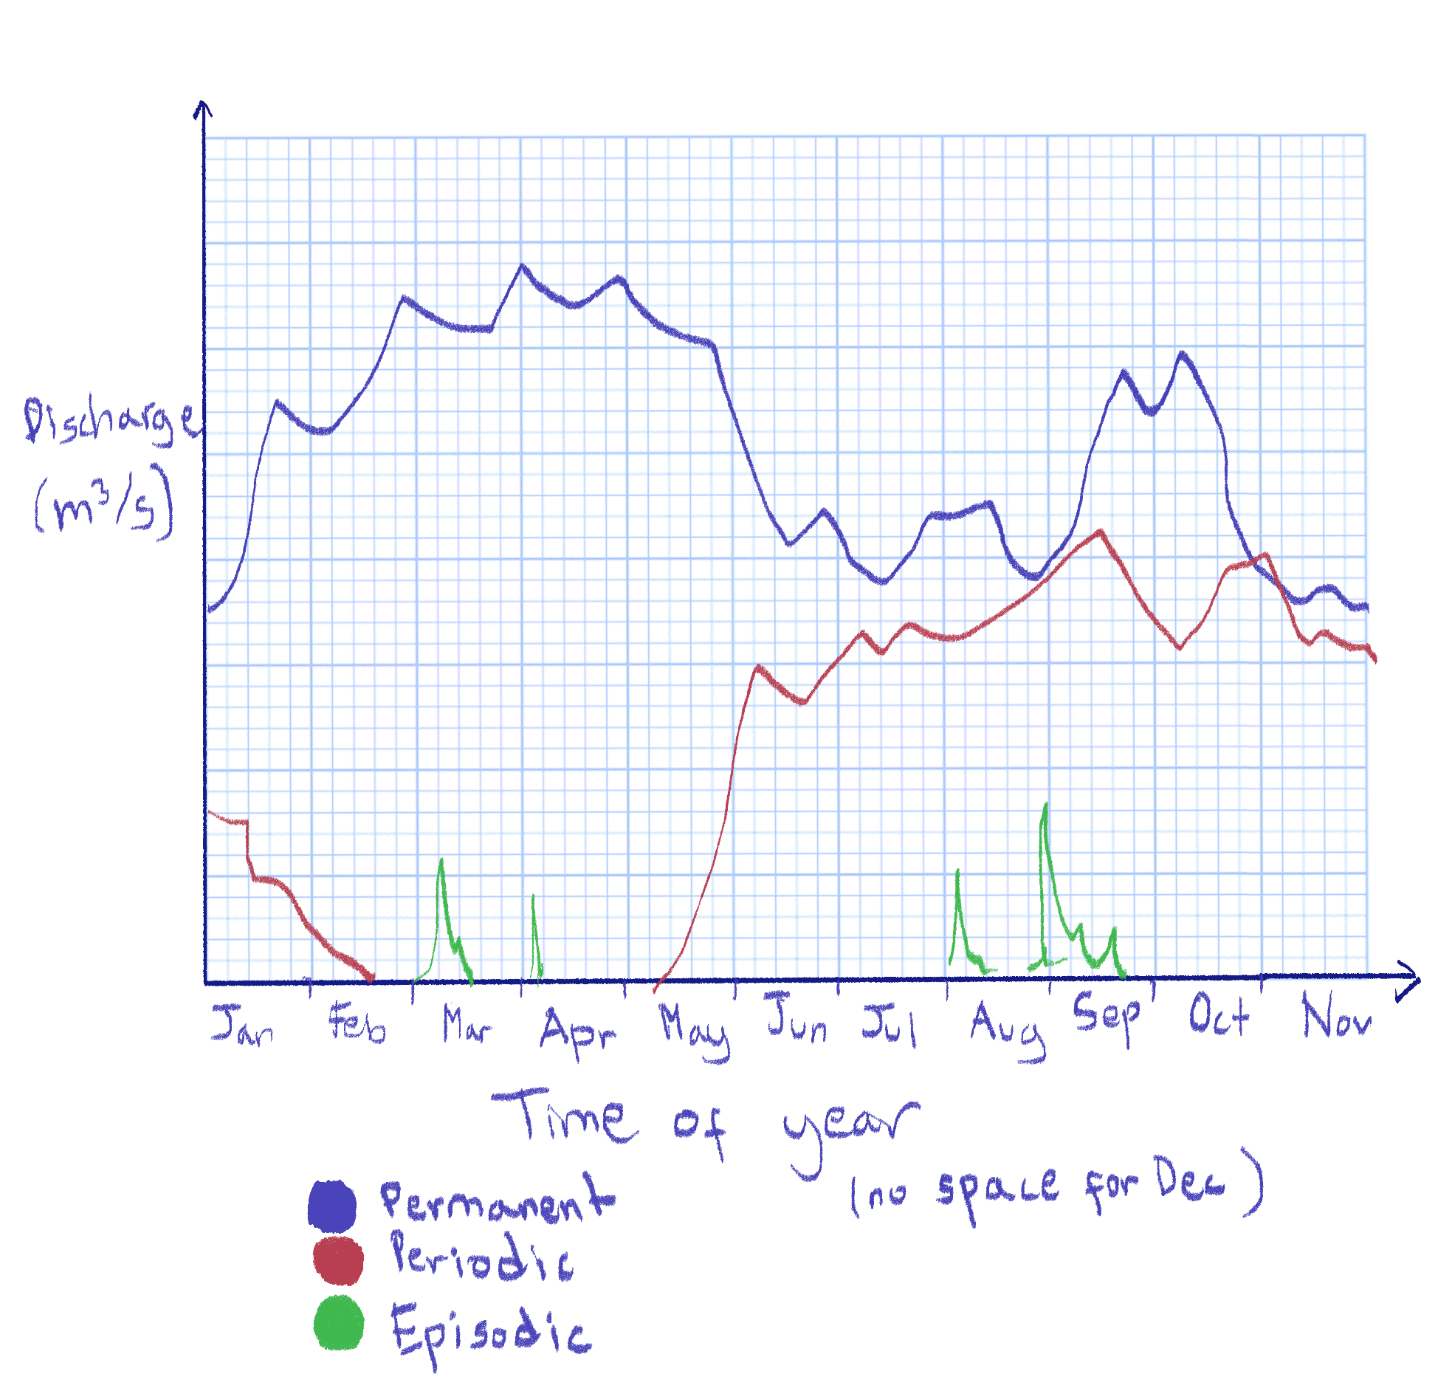 Discharge
(m³/s)
Jan Feb Mar Apr May Jun Jul Aug Sep Oct Nov
Time of year
(no space for Dec)
Permanent
Periodic
Episodic